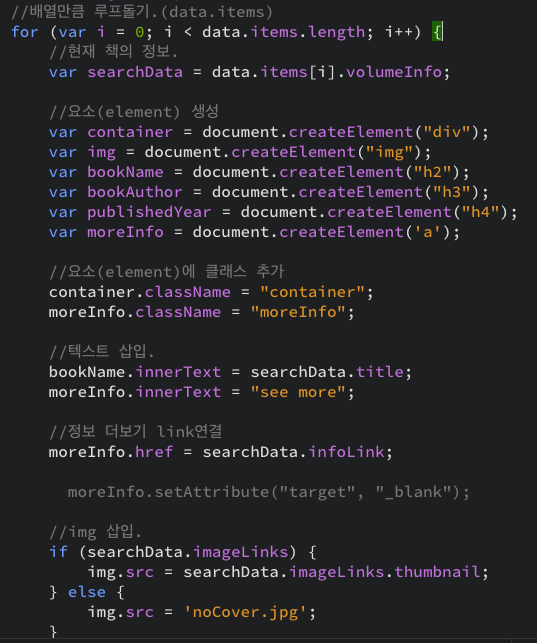 //배열만큼 루프돌기.(data.items)
for (var i = 0; i < data.items.length; i++) {
    //현재 책의 정보.
    var searchData = data.items[i].volumeInfo;

    //요소(element) 생성
    var container = document.createElement("div");
    var img = document.createElement("img");
    var bookName = document.createElement("h2");
    var bookAuthor = document.createElement("h3");
    var publishedYear = document.createElement("h4");
    var moreInfo = document.createElement('a');

    //요소(element)에 클래스 추가
    container.className = "container";
    moreInfo.className = "moreInfo";

    //텍스트 삽입.
    bookName.innerText = searchData.title;
    moreInfo.innerText = "see more";

    //정보 더보기 link연결
    moreInfo.href = searchData.infoLink;

      moreInfo.setAttribute("target", "_blank");

    //img 삽입.
    if (searchData.imageLinks) {
        img.src = searchData.imageLinks.thumbnail;
    } else {
        img.src = 'noCover.jpg';
    }